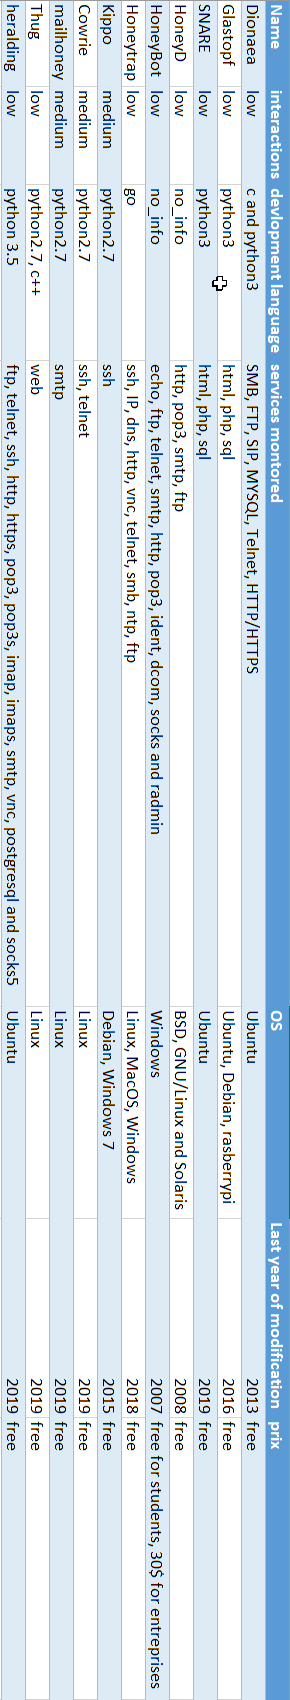 Name interactions devlopment language services montored OS Last year of modification prix
Dionaea low c and python3 SMB, FTP, SIP, MYSQL, Telnet, HTTP/HTTPS Ubuntu 2013 free
Glastopf low python3 html, php, sql Ubuntu, Debian, rasberrypi 2016 free
SNARE low python3 html, php, sql Ubuntu 2019 free
HoneyD low no_info http, pop3, smtp, ftp BSD, GNU/Linux and Solaris 2008 free
HoneyBot low no_info echo, ftp, telnet, smtp, http, pop3, ident, dcom, socks and radmin Windows 2007 free for students, 30$ for entreprises
Honeytrap low go ssh, IP, dns, http, vnc, telnet, smb, ntp, ftp Linux, MacOS, Windows 2018 free
Kippo medium python2.7 ssh Debian, Windows 7 2015 free
Cowrie medium python2.7 ssh, telnet Linux 2019 free
mailhoney medium python2.7 smtp Linux 2019 free
Thug low python2.7, c++ web Linux 2019 free
heralding low python 3.5 ftp, telnet, ssh, http, https, pop3, pop3s, imap, imaps, smtp, vnc, postgresql and socks5 Ubuntu 2019 free